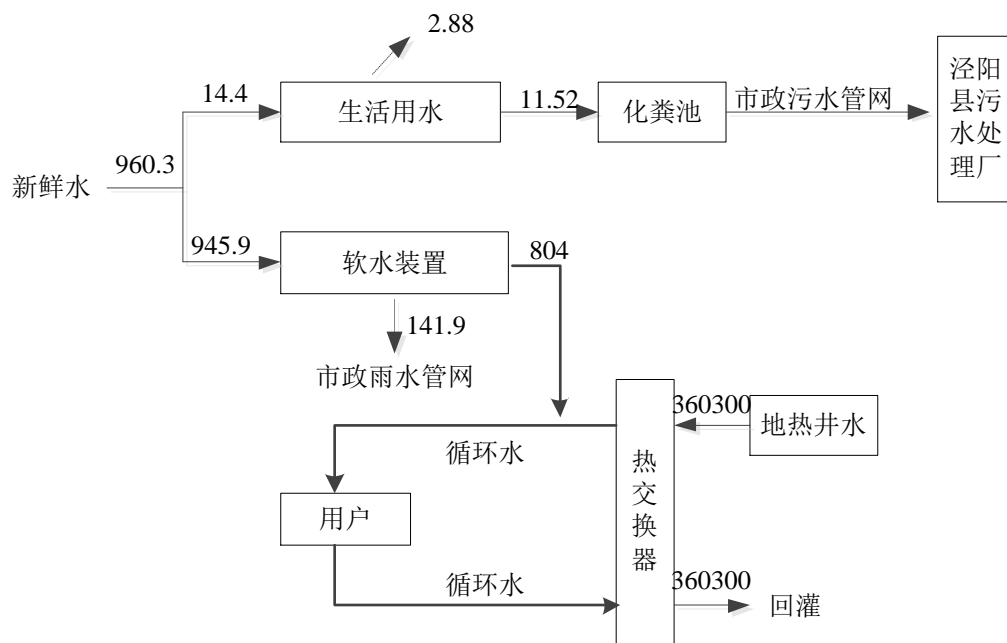 2.88
14.4
生活用水
11.52
化粪池
市政污水管网
泾阳
县污
水处
理厂
新鲜水
960.3
945.9
软水装置
804
141.9
市政雨水管网
360300
地热井水
循环水
热
交
换
器
用户
循环水
360300
回灌